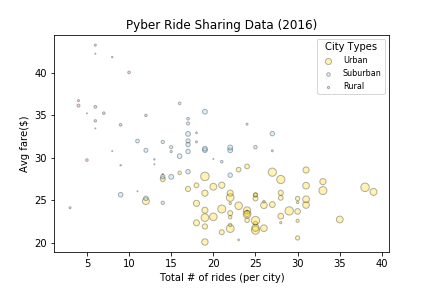 Pyber Ride Sharing Data (2016)
City Types
Urban
Suburban
Rural
Avg fare($)
40
35
30
25
20
5
10
15
20
25
30
35
40
Total # of rides (per city)